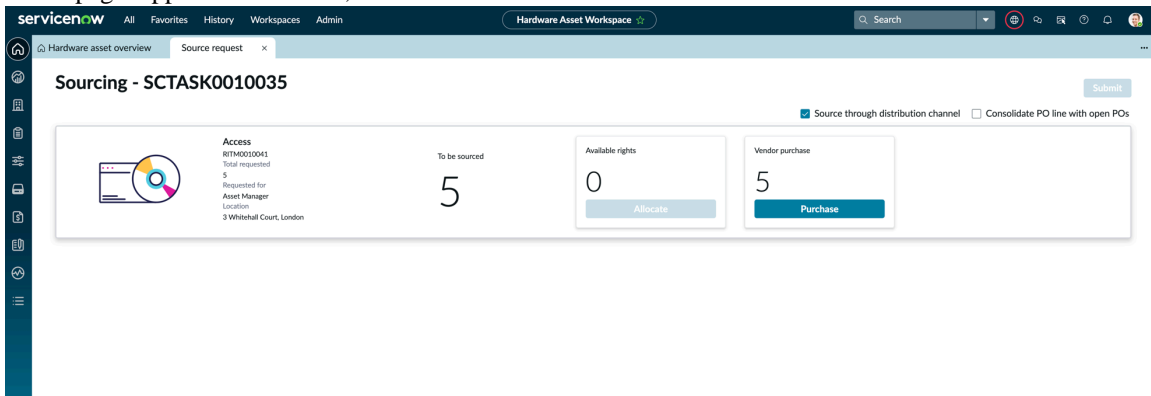 servicenow All Favorites History Workspaces Admin Hardware Asset Workspace Search
Hardware asset overview Source request ×
Sourcing - SCTASK0010035
Submit
Source through distribution channel Consolidate PO line with open POs
Access
RITM0010041
Total requested
5
Requested for
Asset Manager
Location
3 Whitehall Court, London
To be sourced
5
Available rights
0
Allocate
Vendor purchase
5
Purchase